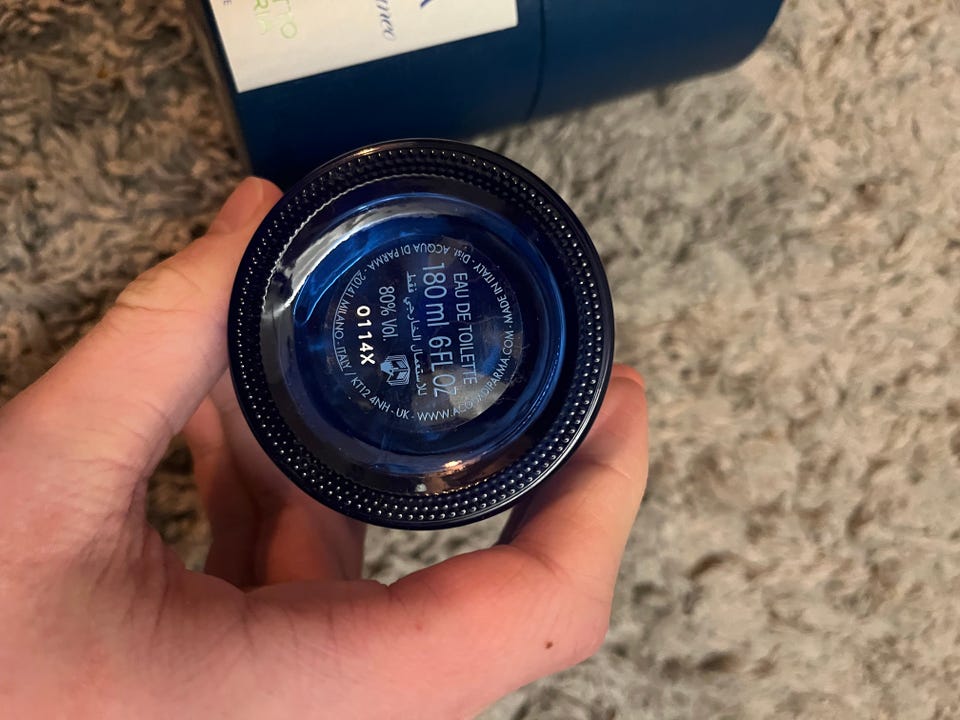 EAU DE TOILETTE
180 ml 6FL OZ
للاستعمال الخارجي فقط
80% Vol.
0114X
Dist. ACQUA DI PARMA - 20141 MILANO - ITALY / KT12 4NH - UK - WWW.ACQUADIPARMA.COM - MADE IN ITALY